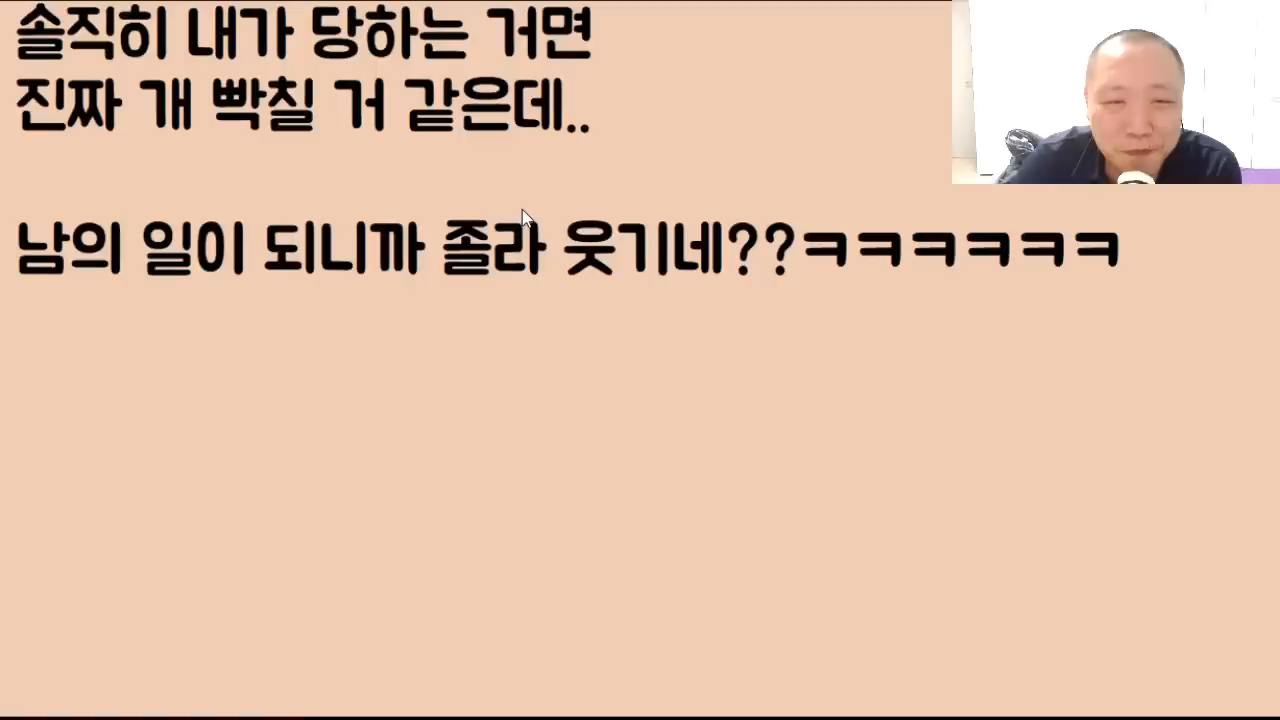 솔직히 내가 당하는 거면
진짜 개 빡칠 거 같은데..
남의 일이 되니까 졸라 웃기네??ㅋㅋㅋㅋㅋㅋ